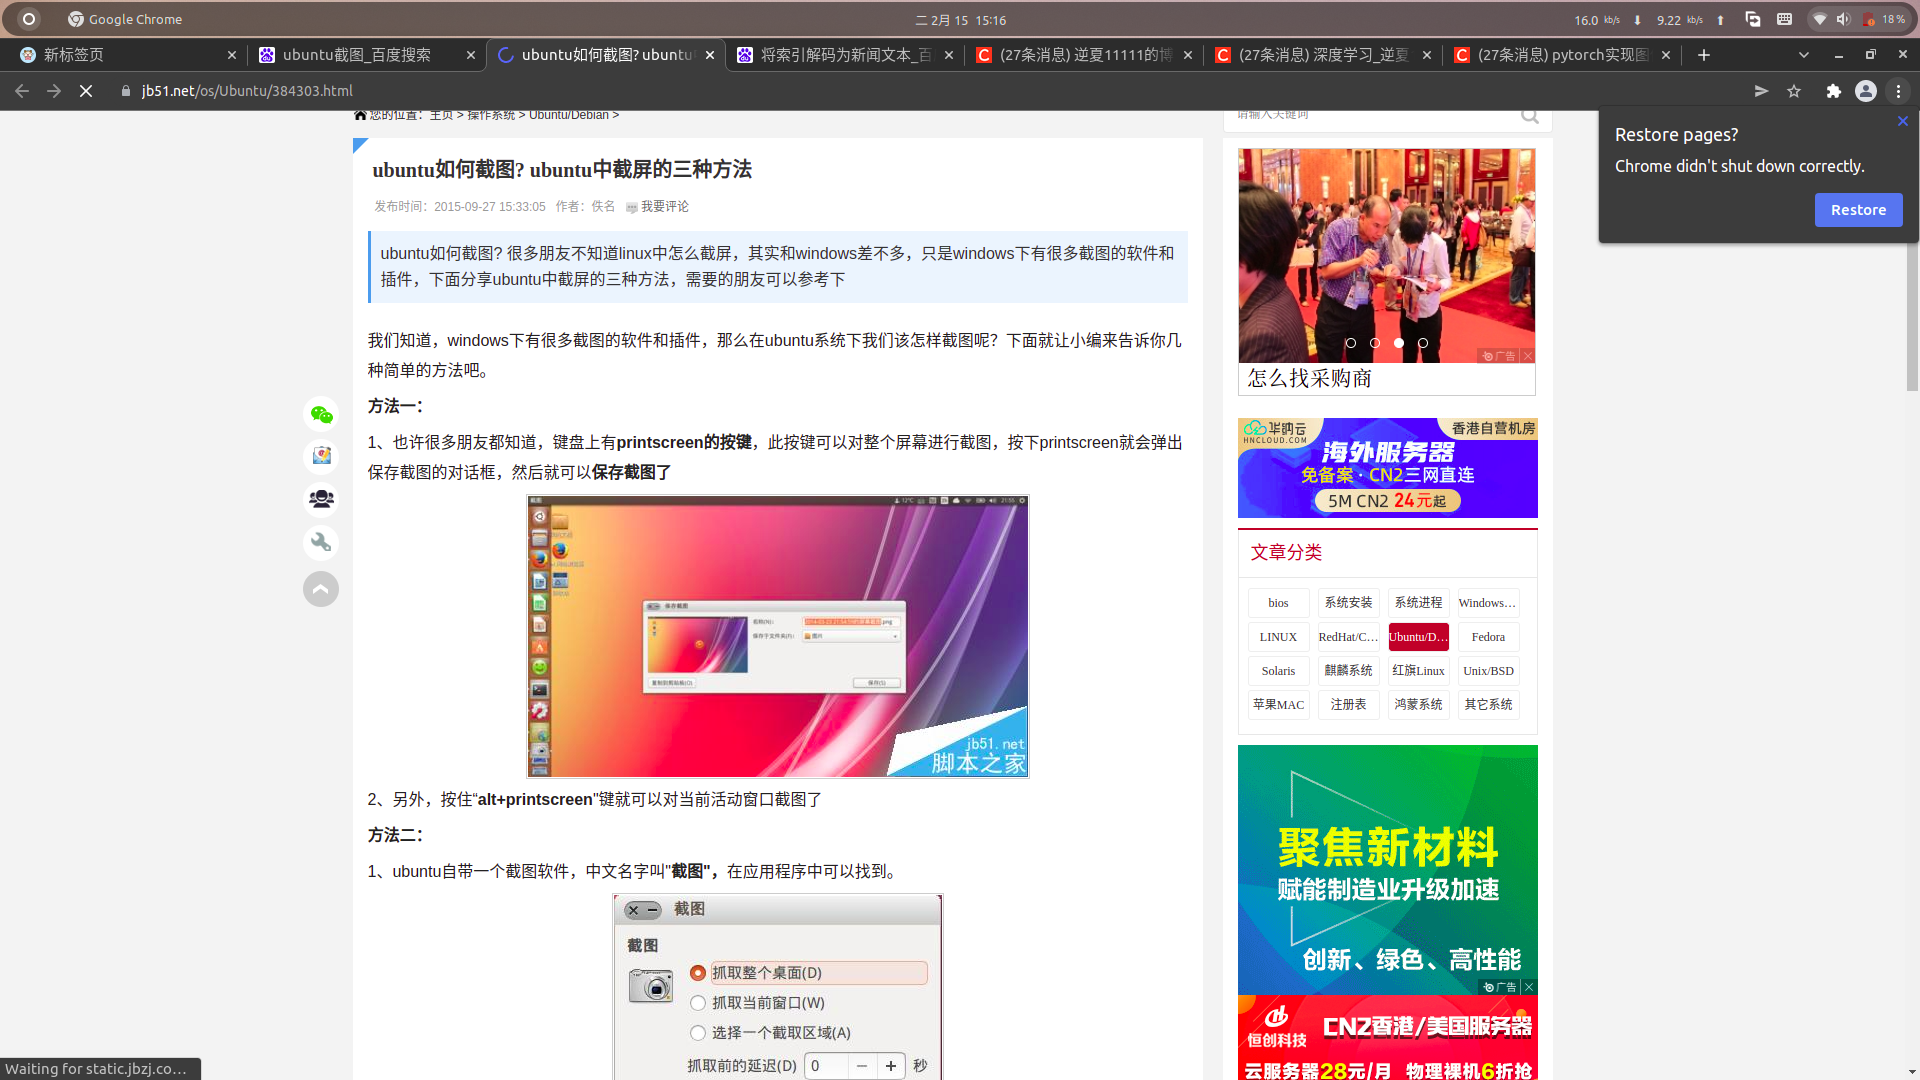 Google Chrome
二 2月 15 15:16
16.0 kb/s 9.22 kb/s
18 %
新标签页
ubuntu截图_百度搜索
ubuntu如何截图? ubuntu
将索引解码为新闻文本_百
(27条消息) 逆夏11111的博
(27条消息) 深度学习_逆夏
(27条消息) pytorch实现图
jb51.net/os/Ubuntu/384303.html
Restore pages?
Chrome didn't shut down correctly.
Restore
您的位置：主页 > 操作系统 > Ubuntu/Debian >
请输入关键词
ubuntu如何截图? ubuntu中截屏的三种方法
发布时间：2015-09-27 15:33:05 作者：佚名 我要评论
ubuntu如何截图? 很多朋友不知道linux中怎么截屏，其实和windows差不多，只是windows下有很多截图的软件和
插件，下面分享ubuntu中截屏的三种方法，需要的朋友可以参考下
我们知道，windows下有很多截图的软件和插件，那么在ubuntu系统下我们该怎样截图呢？下面就让小编来告诉你几
种简单的方法吧。
方法一：
1、也许很多朋友都知道，键盘上有printscreen的按键，此按键可以对整个屏幕进行截图，按下printscreen就会弹出
保存截图的对话框，然后就可以保存截图了
截图
12°C
21:55
保存截图
名称(N)：
.png
保存于文件夹(F)：
图片
复制到剪贴板(O)
保存(S)
jb51.net
脚本之家
2、另外，按住“alt+printscreen”键就可以对当前活动窗口截图了
方法二：
1、ubuntu自带一个截图软件，中文名字叫"截图"，在应用程序中可以找到。
截图
截图
抓取整个桌面(D)
抓取当前窗口(W)
选择一个截取区域(A)
抓取前的延迟(D) 0 秒
广告
怎么找采购商
华纳云
HNCLOUD.COM
香港自营机房
海外服务器
免备案·CN2三网直连
5M CN2 24元起
文章分类
bios 系统安装 系统进程 Windows…
LINUX RedHat/C… Ubuntu/D… Fedora
Solaris 麒麟系统 红旗Linux Unix/BSD
苹果MAC 注册表 鸿蒙系统 其它系统
聚焦新材料
赋能制造业升级加速
创新、绿色、高性能
广告
恒创科技
CN2香港/美国服务器
云服务器28元/月 物理裸机6折抢
Waiting for static.jbzj.co…